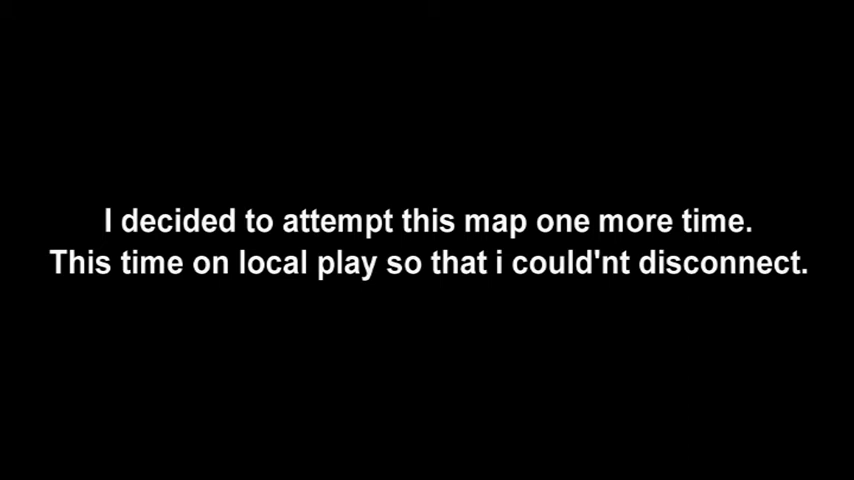 I decided to attempt this map one more time.
This time on local play so that i could'nt disconnect.